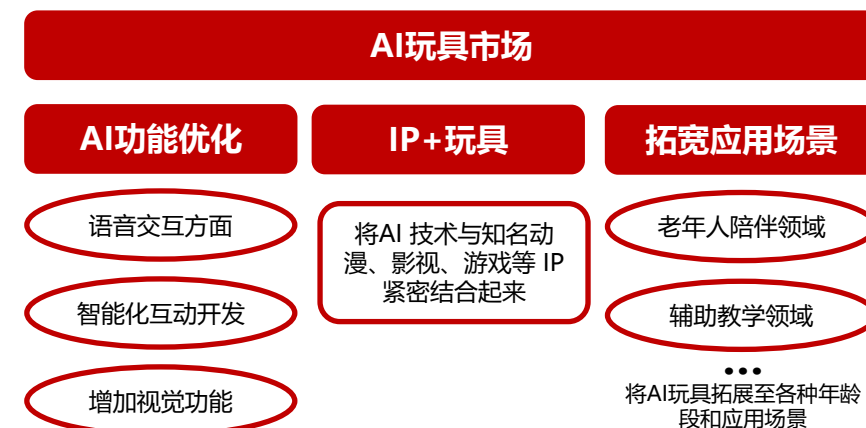 AI玩具市场
AI功能优化
IP+玩具
拓宽应用场景
语音交互方面
智能化互动开发
增加视觉功能
将AI 技术与知名动
漫、影视、游戏等 IP
紧密结合起来
老年人陪伴领域
辅助教学领域
•••
将AI玩具拓展至各种年龄
段和应用场景